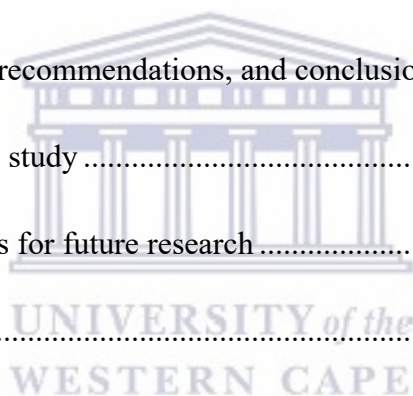 recommendations, and conclusio
study ........................................
s for future research ...................
UNIVERSITY of the
....................................................
WESTERN CAPE